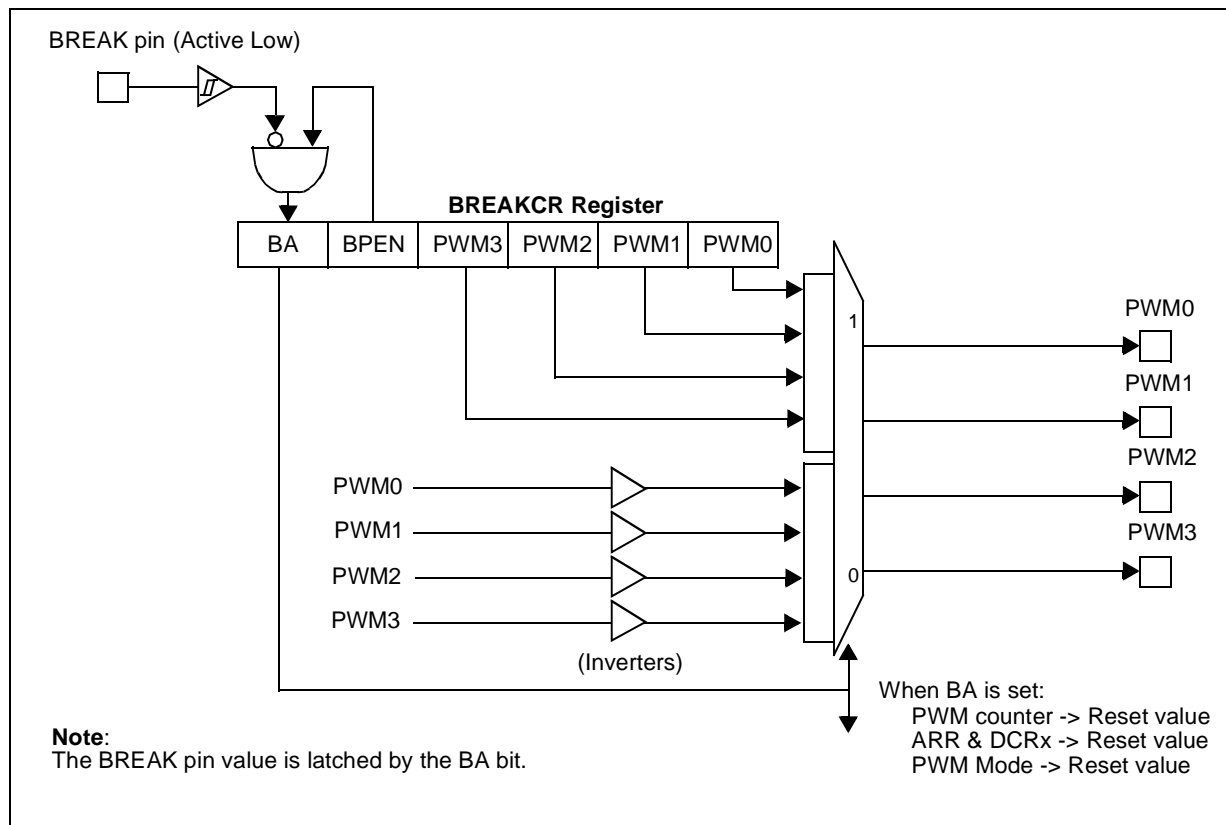 BREAK pin (Active Low)
BREAKCR Register
BA BPEN PWM3 PWM2 PWM1 PWM0
1
PWM0
PWM1
PWM2
PWM3
PWM0
PWM1
PWM2
PWM3
0
(Inverters)
When BA is set:
PWM counter -> Reset value
ARR & DCRx -> Reset value
PWM Mode -> Reset value
Note:
The BREAK pin value is latched by the BA bit.